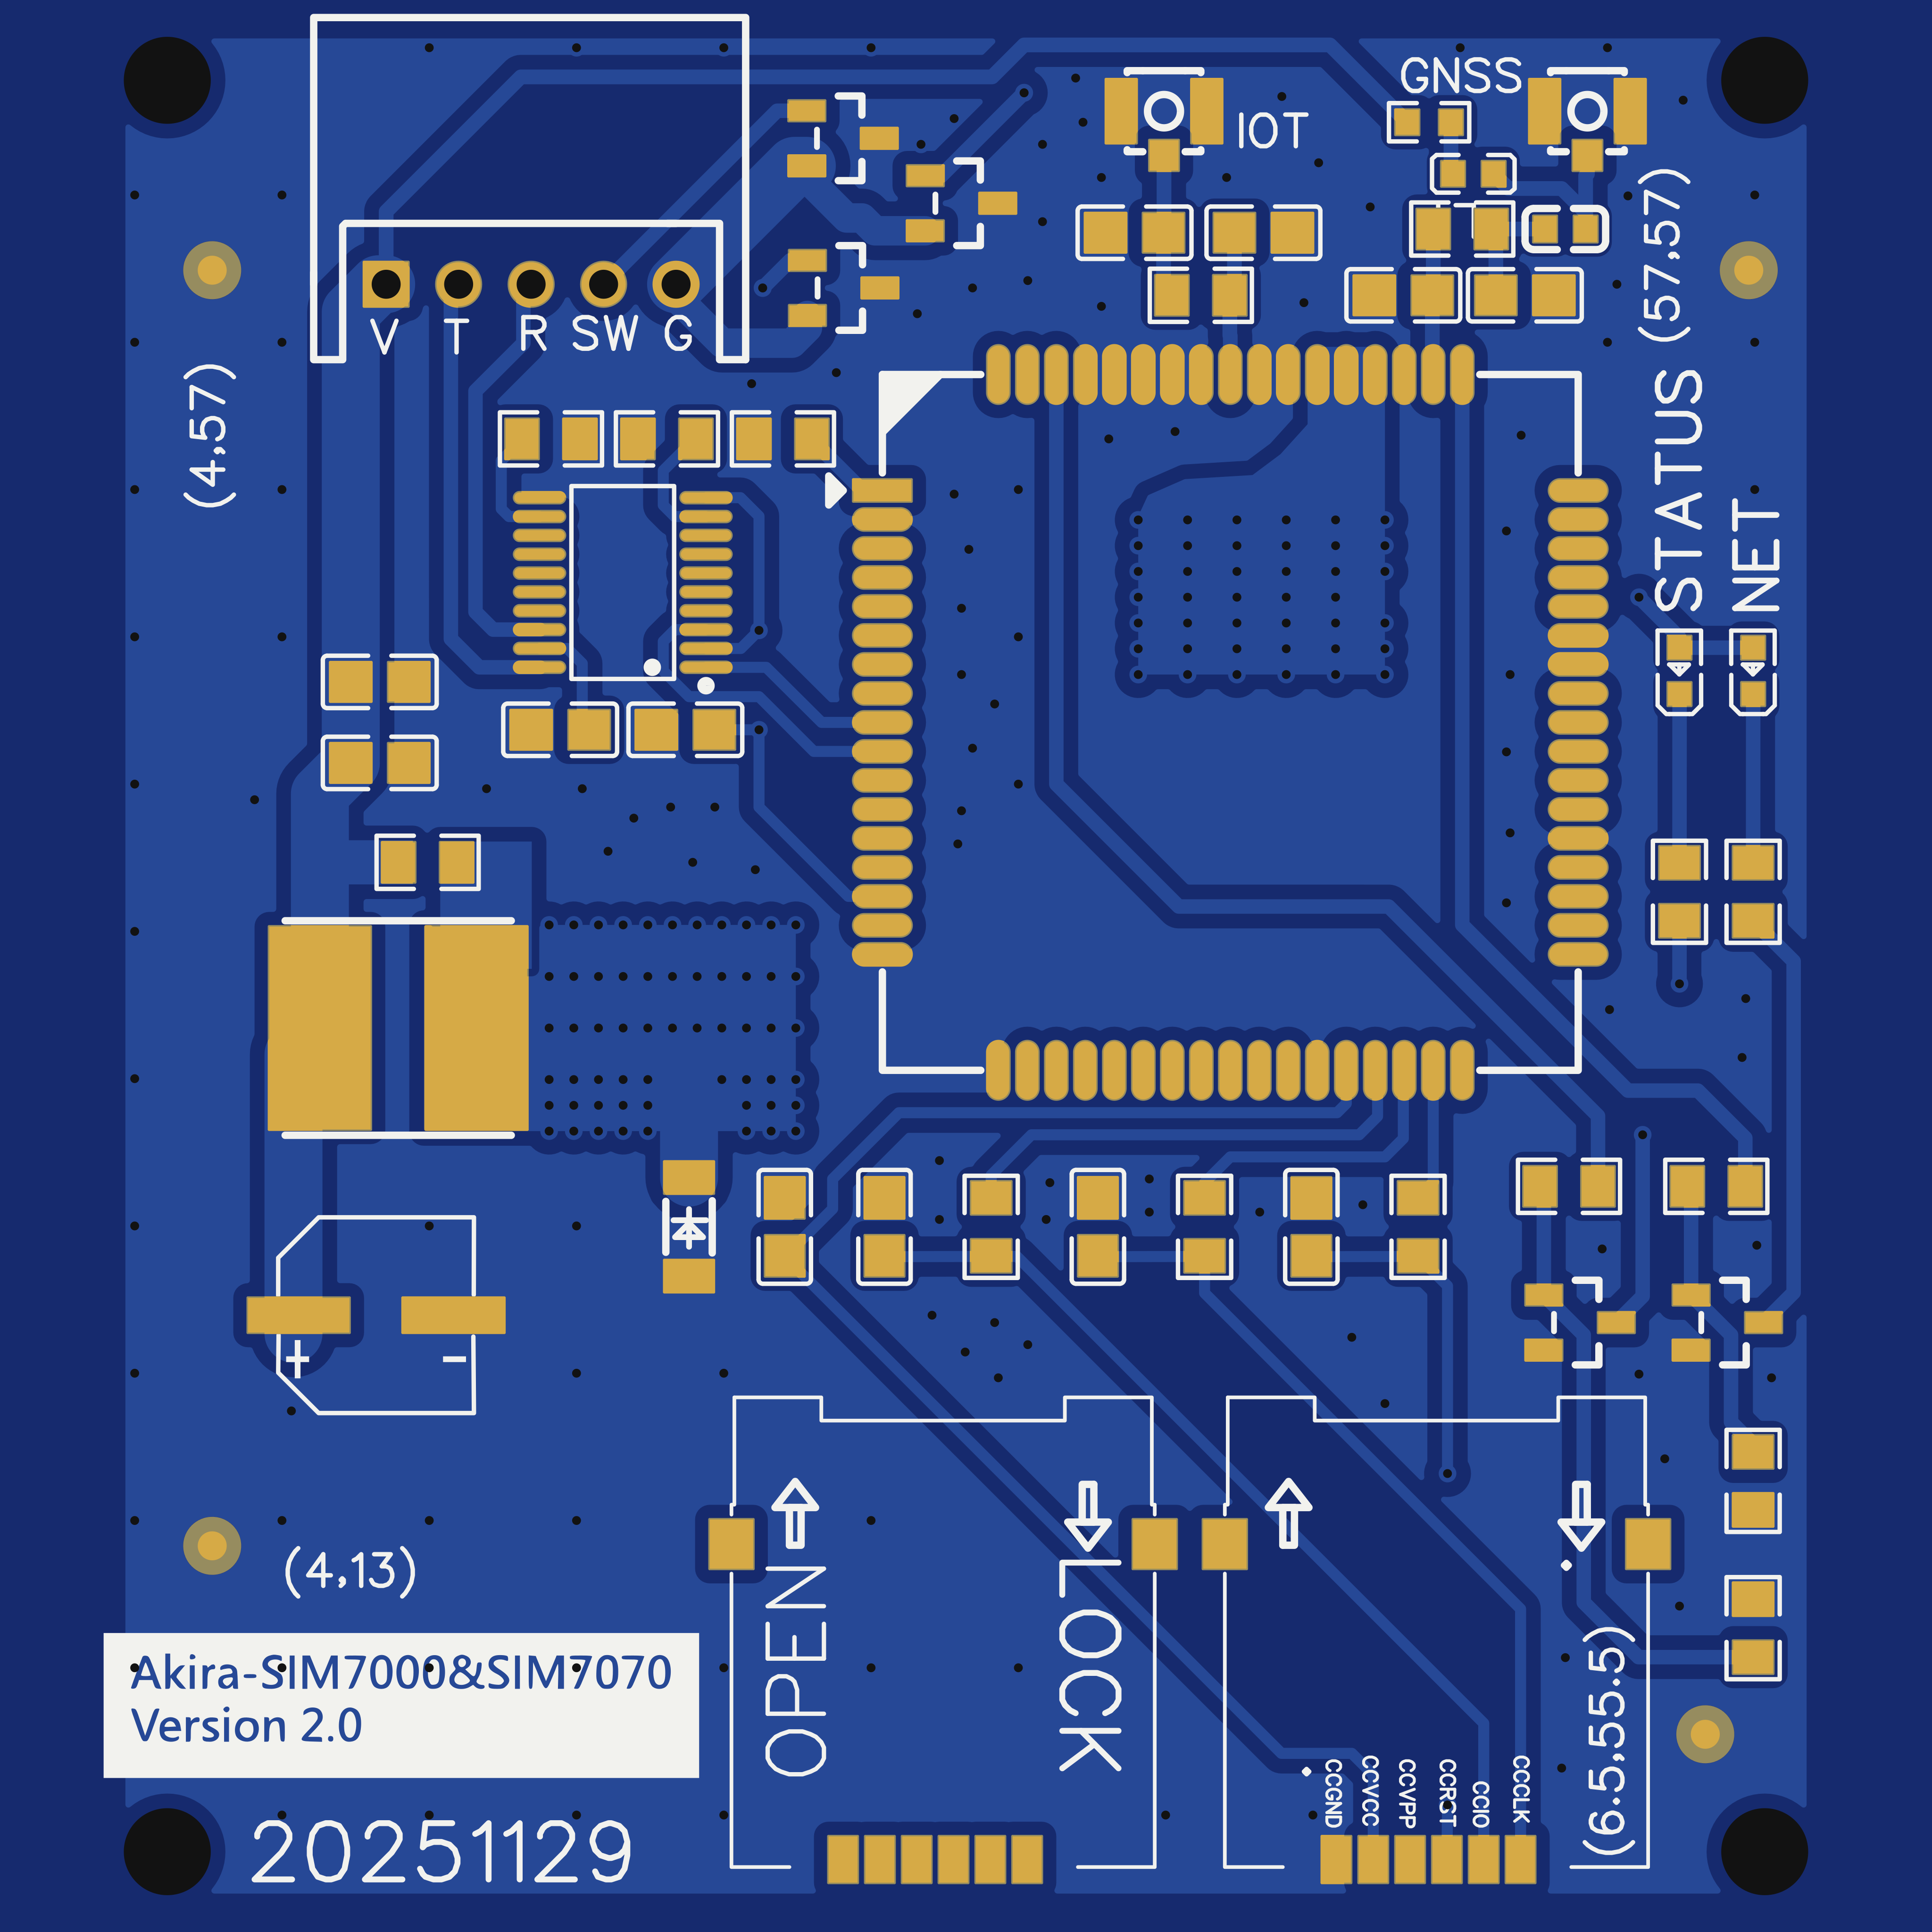 GNSS
IOT
(57,57)
V T R SW G
(4,57)
STATUS
NET
+ -
(4,13)
OPEN
LOCK
Akira-SIM7000&SIM7070
Version 2.0
(6.5,55.5)
CCGND
CCVCC
CCVPP
CCRST
CCIO
CCCLK
20251129